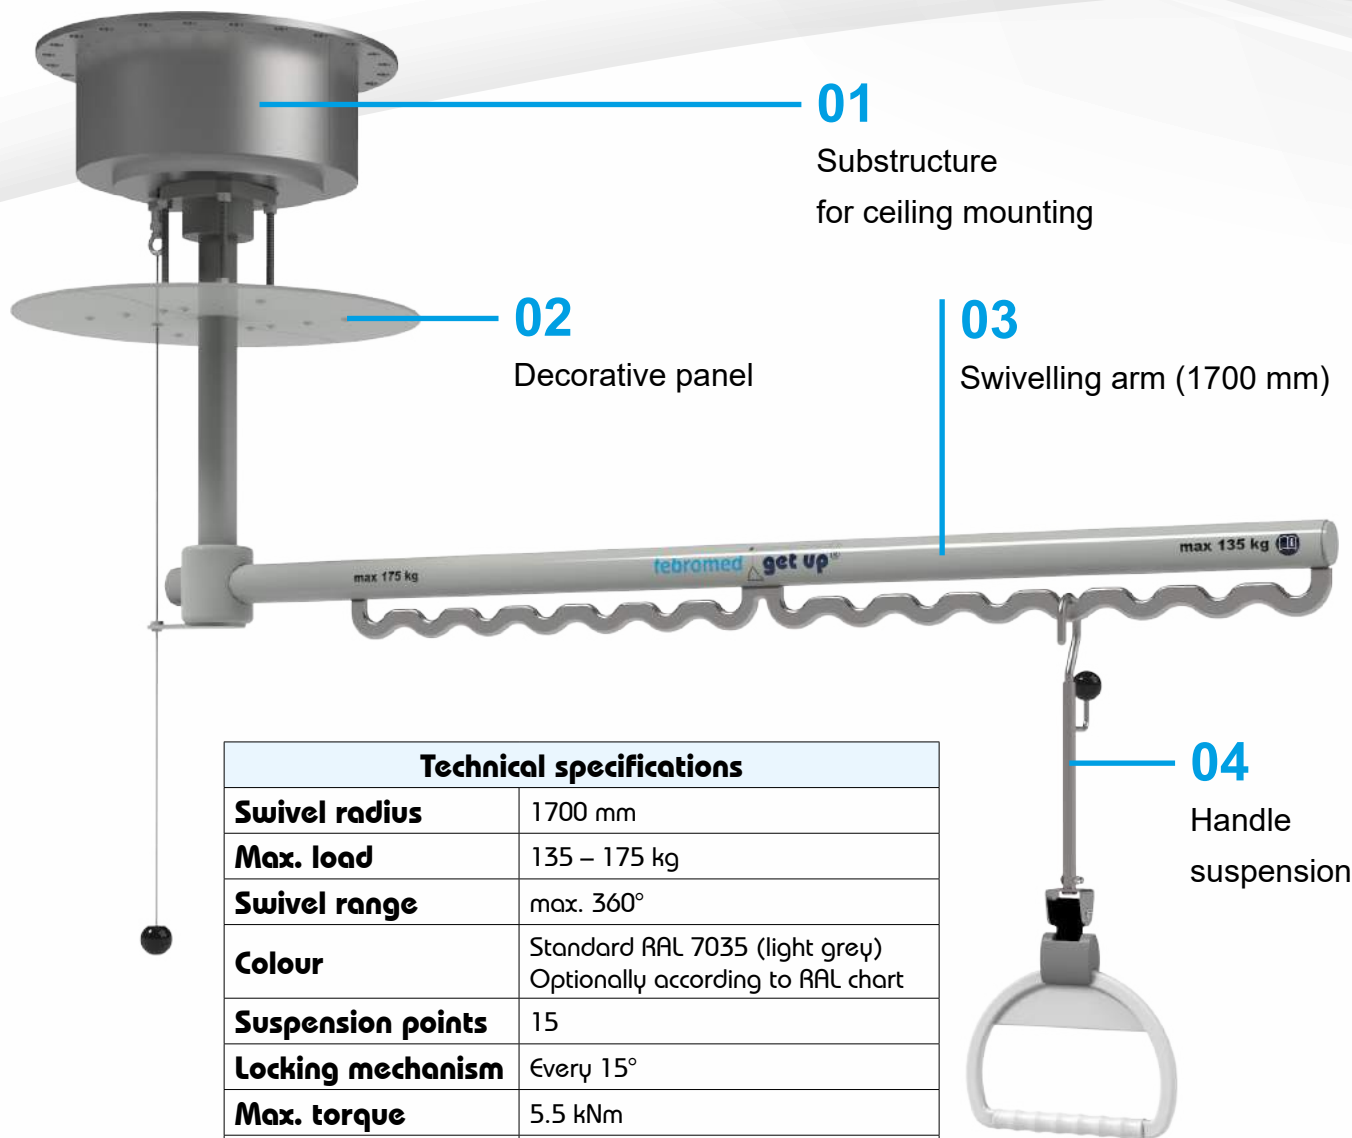 01
Substructure
for ceiling mounting
02
Decorative panel
03
Swivelling arm (1700 mm)
max 175 kg
febromed get up®
max 135 kg
04
Handle
suspension
Technical specifications
Swivel radius 1700 mm
Max. load 135 – 175 kg
Swivel range max. 360°
Colour Standard RAL 7035 (light grey)
Optionally according to RAL chart
Suspension points 15
Locking mechanism Every 15°
Max. torque 5.5 kNm